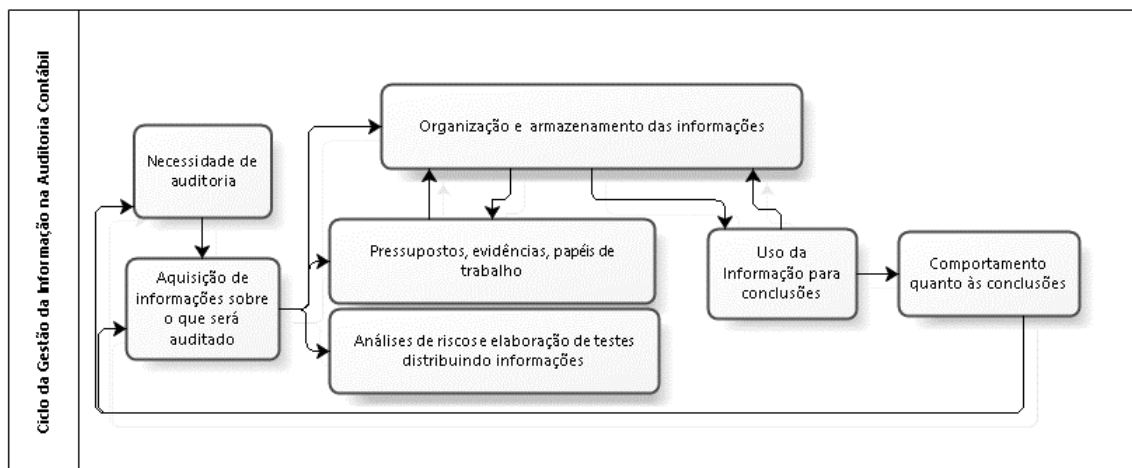 Ciclo da Gestão da Informação na Auditoria Contábil
Necessidade de
auditoria
Aquisição de
informações sobre
o que será
auditado
Organização e armazenamento das informações
Pressupostos, evidências, papéis de
trabalho
Análises de riscos e elaboração de testes
distribuindo informações
Uso da
Informação para
conclusões
Comportamento
quanto às conclusões